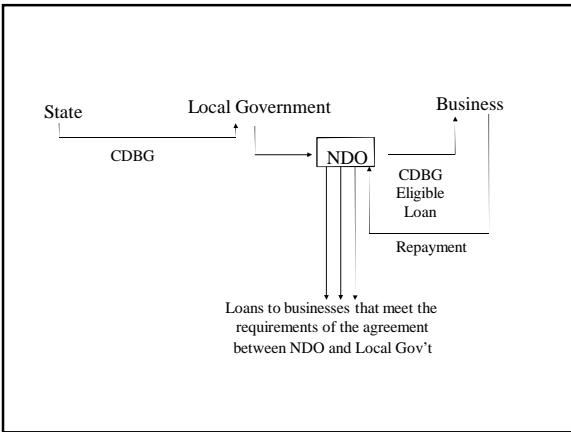 State
Local Government
Business
CDBG
NDO
CDBG
Eligible
Loan
Repayment
Loans to businesses that meet the
requirements of the agreement
between NDO and Local Gov't